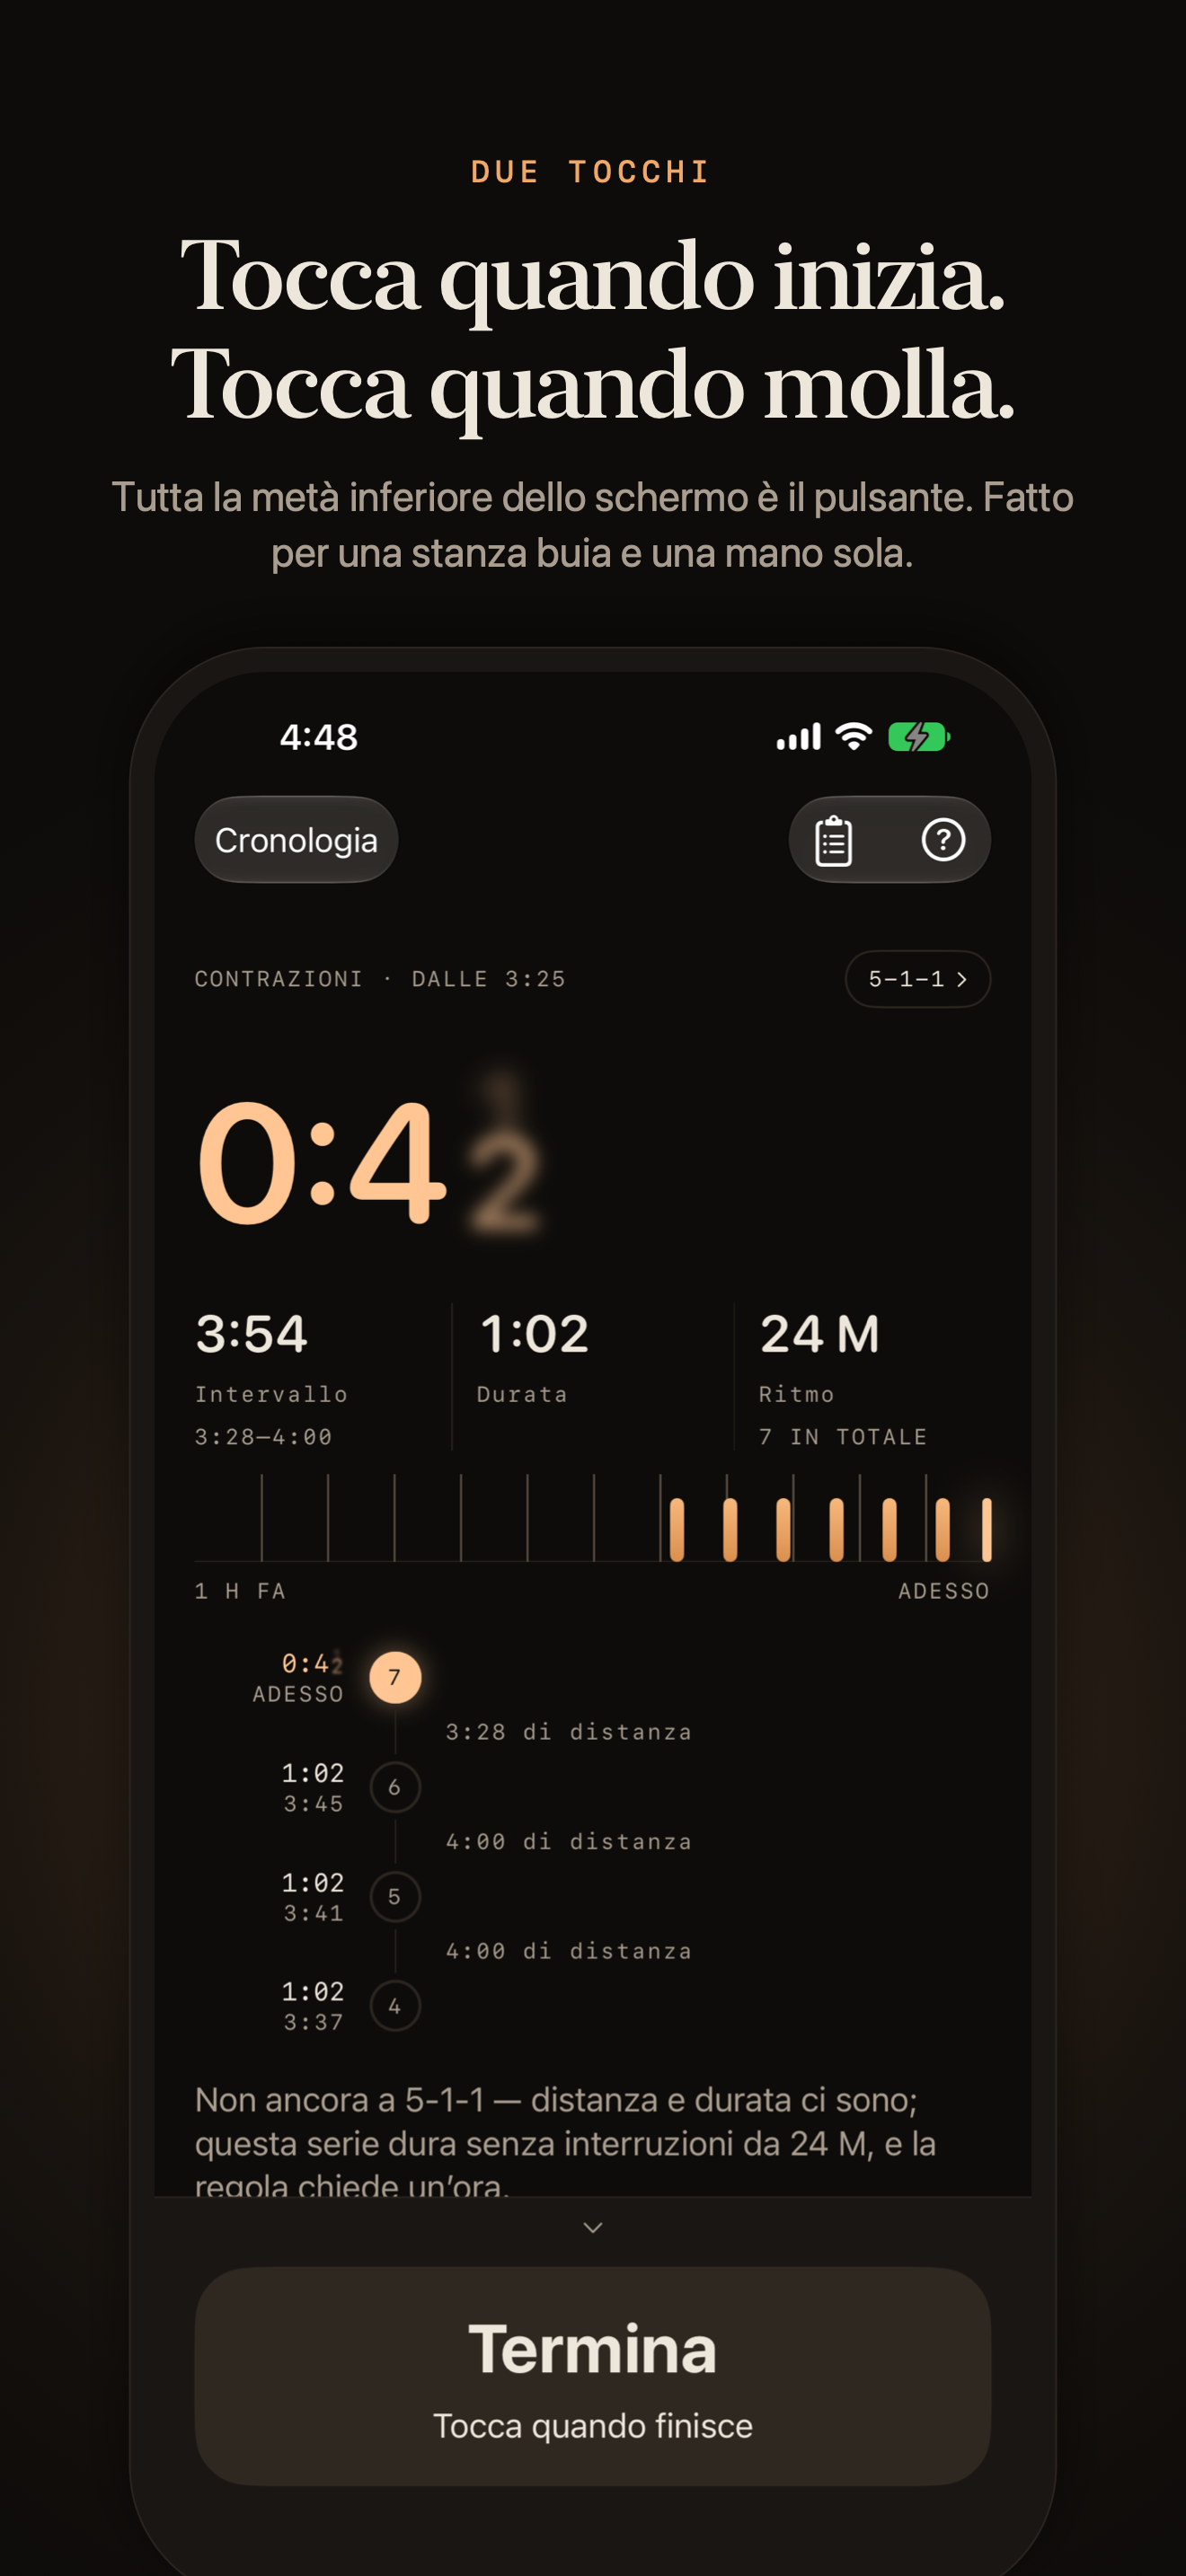 DUE TOCCHI
Tocca quando inizia.
Tocca quando molla.
Tutta la metà inferiore dello schermo è il pulsante. Fatto
per una stanza buia e una mano sola.
4:48
Cronologia
CONTRAZIONI · DALLE 3:25
5-1-1
0:42
3:54
1:02
24 M
Intervallo
Durata
Ritmo
3:28–4:00
7 IN TOTALE
1 H FA
ADESSO
0:42
7
ADESSO
3:28 di distanza
1:02
6
3:45
4:00 di distanza
1:02
5
3:41
4:00 di distanza
1:02
4
3:37
Non ancora a 5-1-1 — distanza e durata ci sono;
questa serie dura senza interruzioni da 24 M, e la
regola chiede un’ora.
Termina
Tocca quando finisce